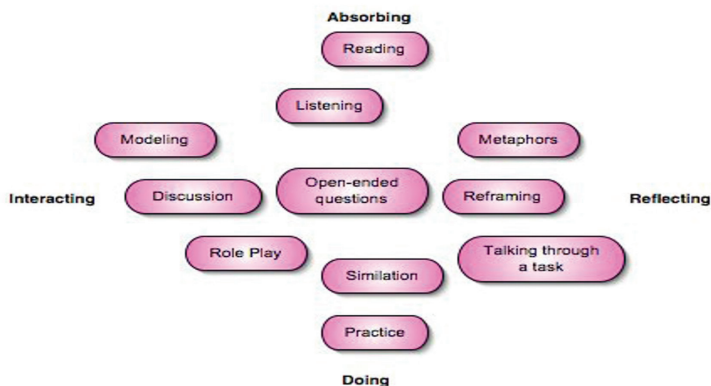 Absorbing
Reading
Listening
Modeling
Metaphors
Interacting
Discussion
Open-ended
questions
Reframing
Reflecting
Role Play
Talking through
a task
Similation
Practice
Doing